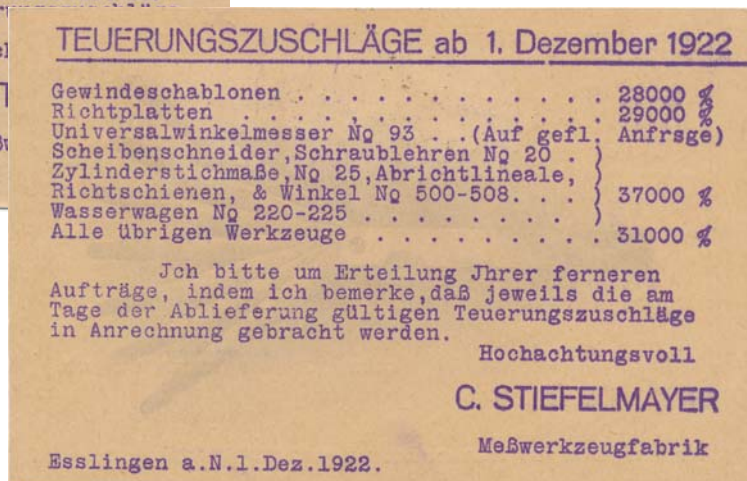 TEUERUNGSZUSCHLÄGE ab 1. Dezember 1922
Gewindeschablonen . . . . . . . . . . . . 28000 %
Richtplatten . . . . . . . . . . . . . . 29000 %
Universalwinkelmesser No 93 . . (Auf gefl. Anfrsge)
Scheibenschneider,Schraublehren No 20 . )
Zylinderstichmaße,No 25,Abrichtlineale, )
Richtschienen, & Winkel No 500-508. . . ) 37000 %
Wasserwagen No 220-225 . . . . . . . . )
Alle übrigen Werkzeuge . . . . . . . . . . 31000 %
Jch bitte um Erteilung Jhrer ferneren
Aufträge, indem ich bemerke,daß jeweils die am
Tage der Ablieferung gültigen Teuerungszuschläge
in Anrechnung gebracht werden.
Hochachtungsvoll
C. STIEFELMAYER
Meßwerkzeugfabrik
Esslingen a.N.1.Dez.1922.